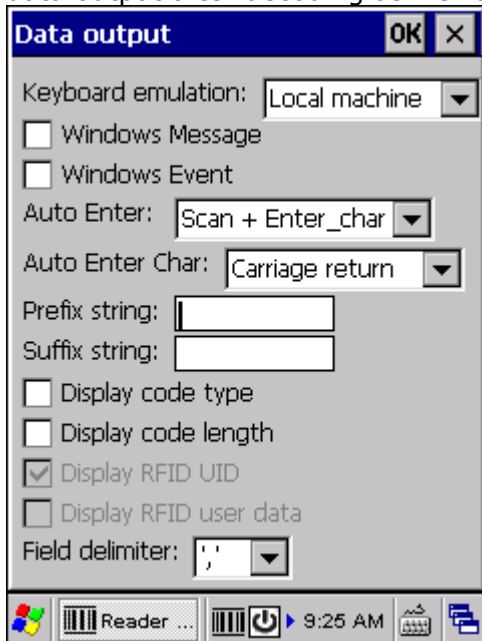 Data output OK ×
Keyboard emulation: Local machine
Windows Message
Windows Event
Auto Enter: Scan + Enter_char
Auto Enter Char: Carriage return
Prefix string:
Suffix string:
Display code type
Display code length
Display RFID UID
Display RFID user data
Field delimiter: ','
Reader ... 9:25 AM